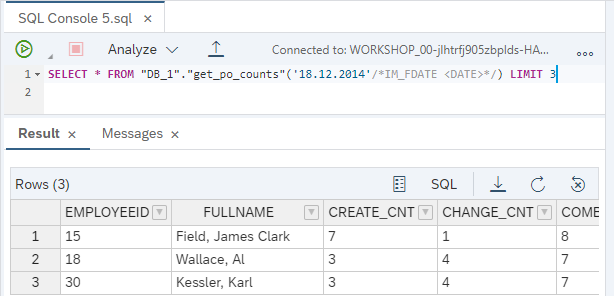 SQL Console 5.sql ×
Analyze Connected to: WORKSHOP_00-jlhtrfj905zbplds-HA...
1 SELECT * FROM "DB_1"."get_po_counts"('18.12.2014'/*IM_FDATE <DATE>*/) LIMIT 3
2
Result × Messages ×
Rows (3) SQL
EMPLOYEEID FULLNAME CREATE_CNT CHANGE_CNT COMB
1 15 Field, James Clark 7 1 8
2 18 Wallace, Al 3 4 7
3 30 Kessler, Karl 3 4 7